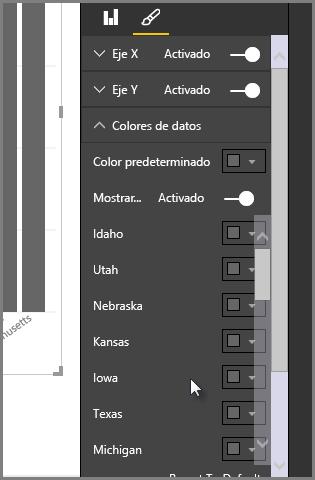 Eje X Activado
Eje Y Activado
Colores de datos
Color predeterminado
Mostrar... Activado
Idaho
Utah
Nebraska
Kansas
Iowa
Texas
Michigan
husetts